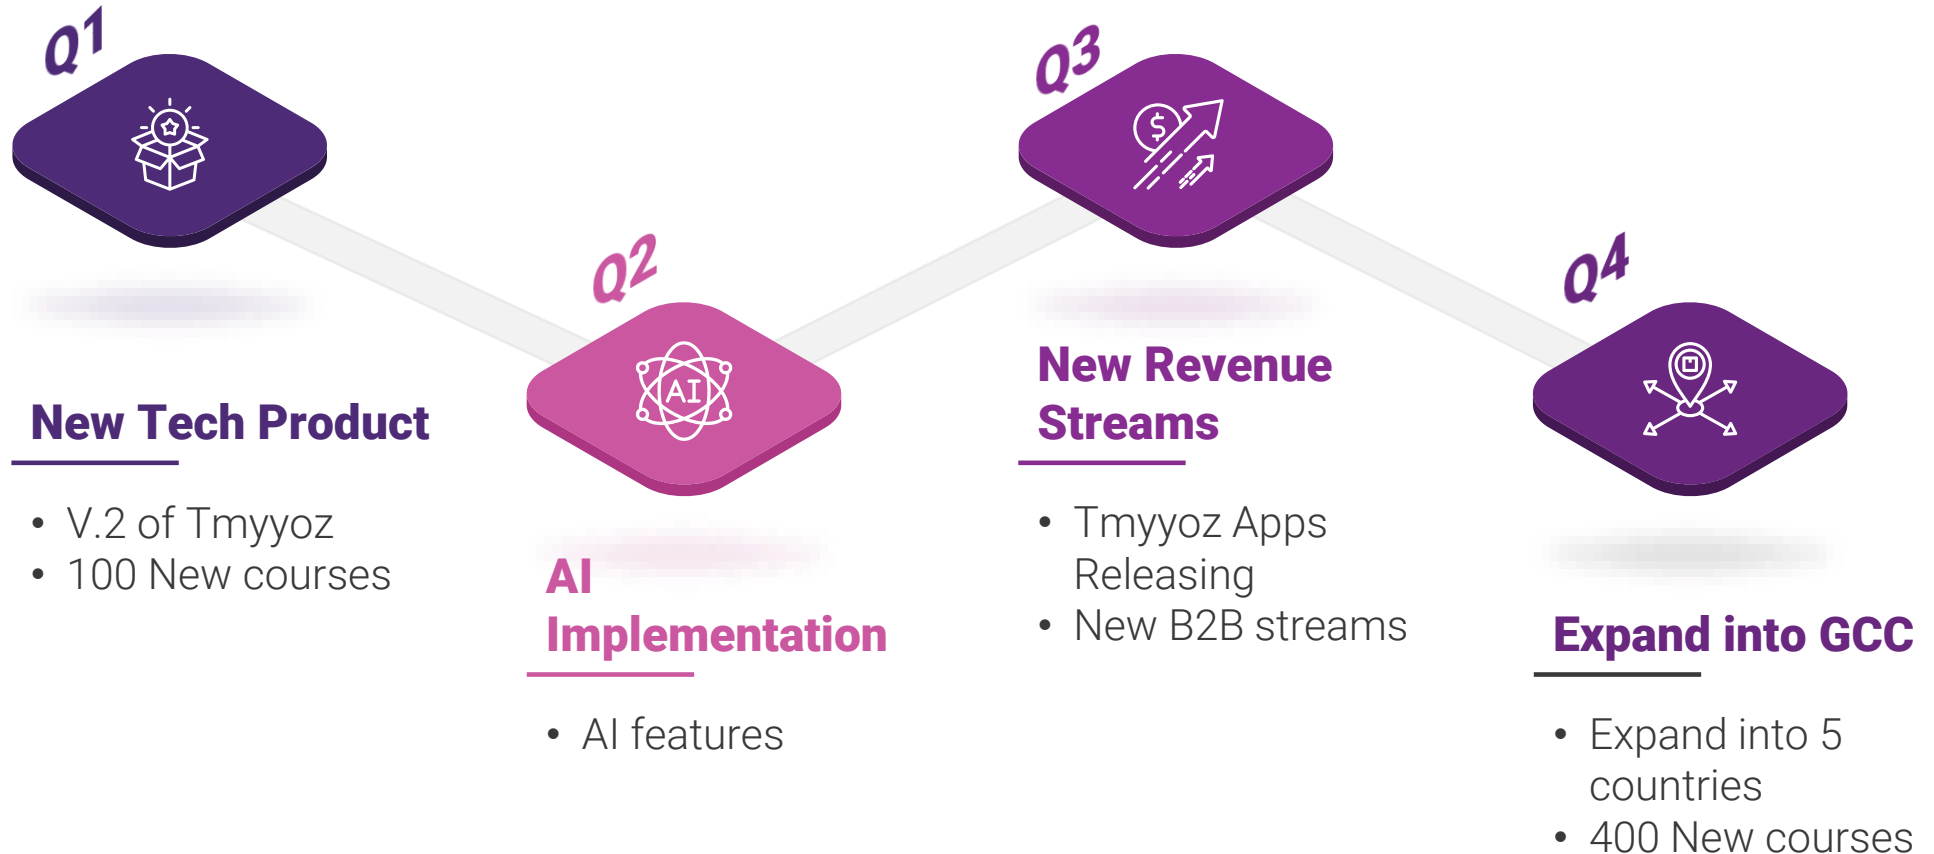 Q1
New Tech Product
• V.2 of Tmyyoz
• 100 New courses
Q2
AI
AI
Implementation
• AI features
Q3
$
New Revenue
Streams
• Tmyyoz Apps
Releasing
• New B2B streams
Q4
Expand into GCC
• Expand into 5
countries
• 400 New courses